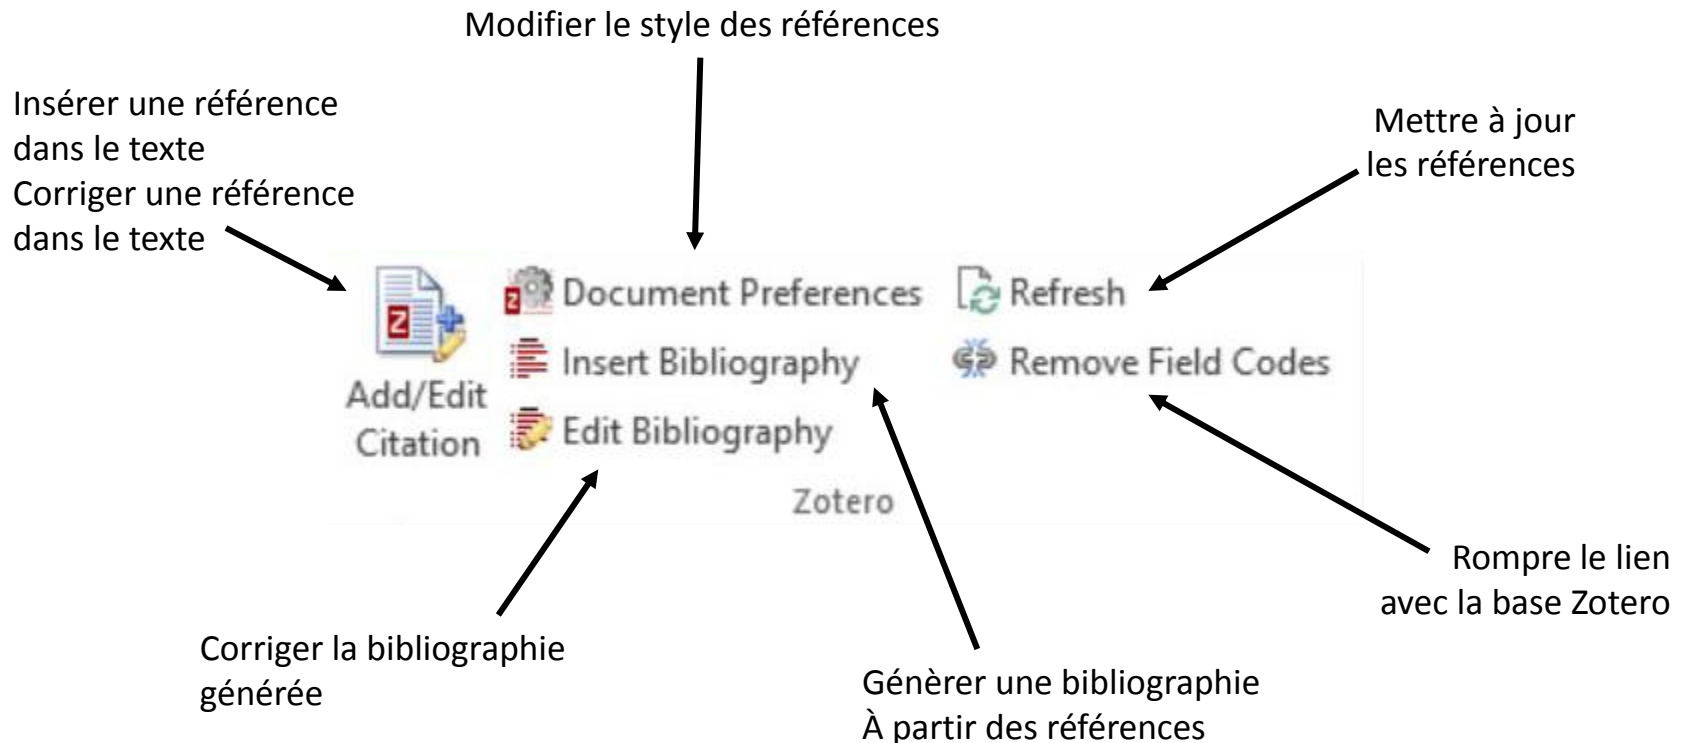 Modifier le style des références
Insérer une référence
dans le texte
Corriger une référence
dans le texte
Mettre à jour
les références
Add/Edit
Citation
Document Preferences
Insert Bibliography
Edit Bibliography
Refresh
Remove Field Codes
Zotero
Corriger la bibliographie
générée
Génèrer une bibliographie
À partir des références
Rompre le lien
avec la base Zotero